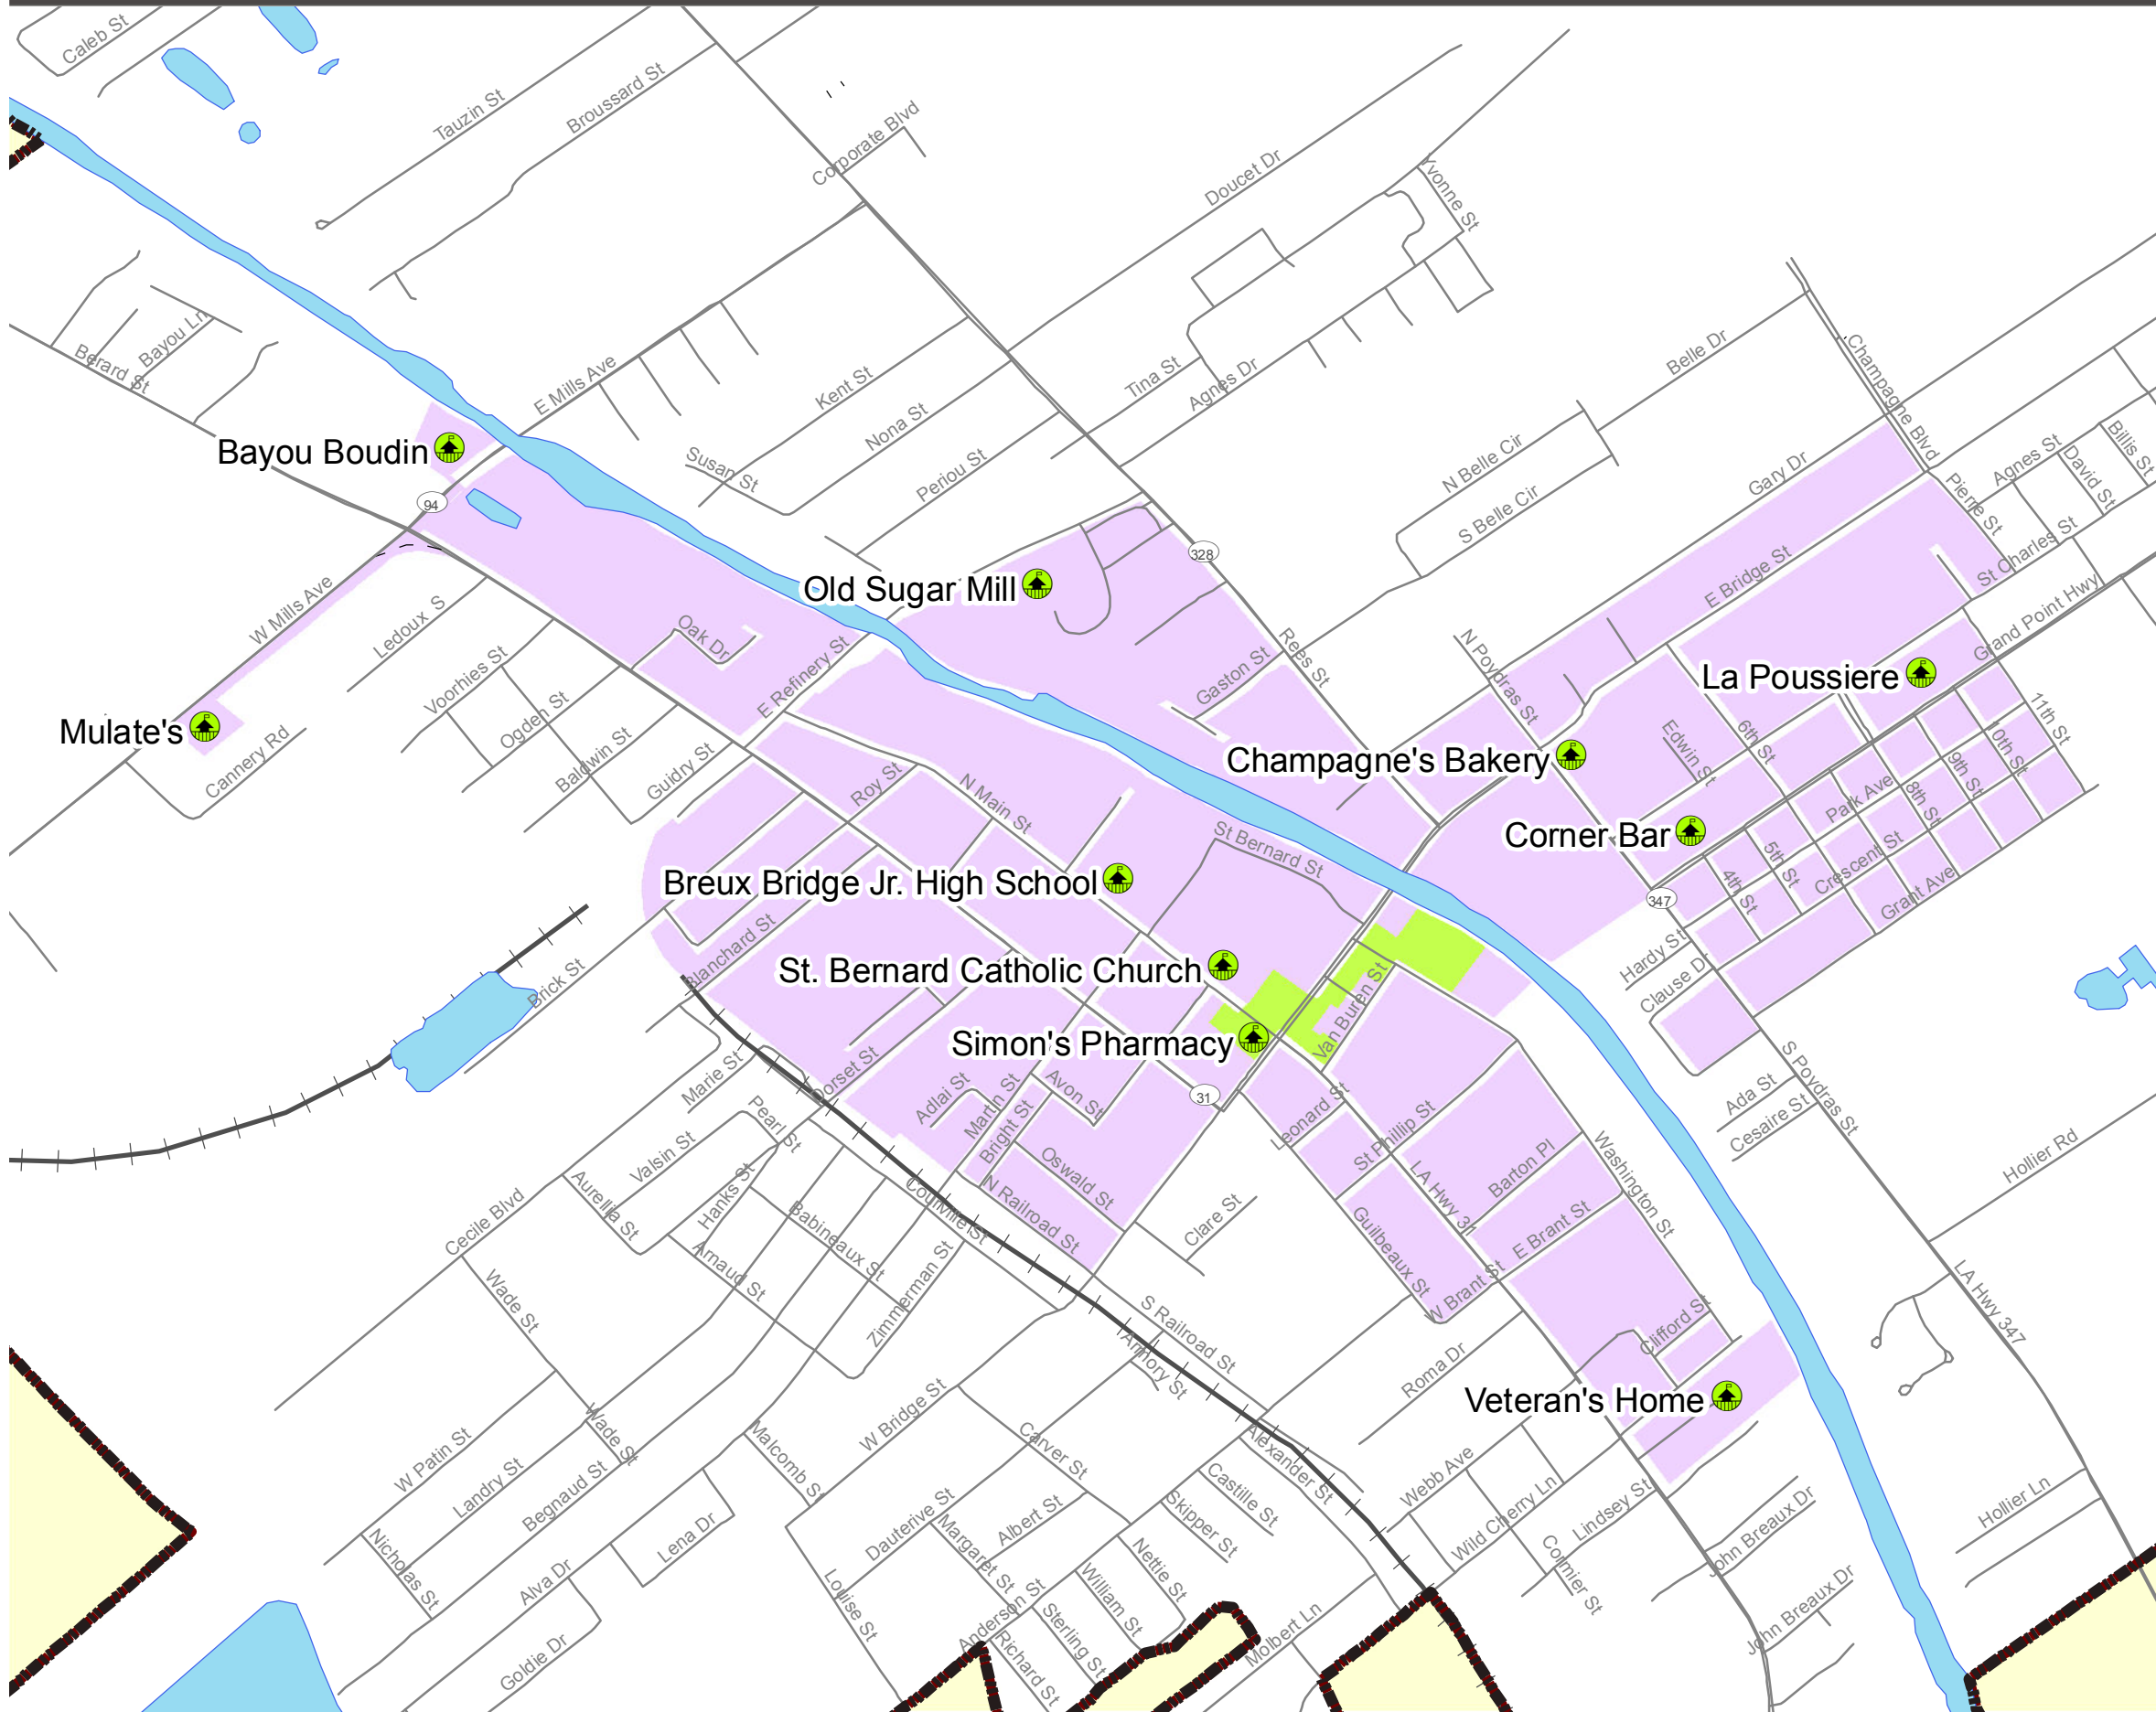 Caleb St
Tauzin St
Broussard St
Corporate Blvd
Doucet Dr
Yvonne St
Berard St
Bayou Ln
E Mills Ave
Kent St
Nona St
Susan St
Periou St
Tina St
Agnes Dr
Belle Dr
Champagne Blvd
N Belle Cir
S Belle Cir
Gary Dr
Pierre St
Agnes St
David St
Billis St
St Charles St
Bayou Boudin
94
328
Old Sugar Mill
E Bridge St
Grand Point Hwy
W Mills Ave
Ledoux S
Voorhies St
Ogden St
Oak Dr
E Refinery St
Gaston St
Rees St
N Poydras St
La Poussiere
Mulate's
Cannery Rd
Baldwin St
Guidry St
Roy St
N Main St
Champagne's Bakery
Edwin St
6th St
11th St
10th St
9th St
8th St
Park Ave
Corner Bar
5th St
4th St
Crescent St
Grant Ave
St Bernard St
347
Breux Bridge Jr. High School
Blanchard St
Brick St
St. Bernard Catholic Church
Hardy St
Clause Dr
Simon's Pharmacy
Van Buren St
31
Marie St
Dorset St
Adlai St
Martin St
Bright St
Avon St
Leonard St
St Phillip St
Ada St
Cesaire St
S Poydras St
Hollier Rd
Pearl St
Valsin St
Aurelia St
Hanks St
Cecile Blvd
Babineaux St
Arnaud St
Courville St
N Railroad St
Oswald St
Clare St
Guilbeaux St
LA Hwy 31
Barton Pl
E Brant St
W Brant St
Washington St
LA Hwy 347
Wade St
Zimmerman St
S Railroad St
Armory St
Roma Dr
Clifford St
Veteran's Home
W Bridge St
Carver St
Alexander St
Wade St
W Patin St
Landry St
Begnaud St
Malcomb S
Castille St
Skipper St
Webb Ave
Wild Cherry Ln
Lindsey St
Cormier St
Hollier Ln
John Breaux Dr
Dauterive St
Albert St
Margaret St
Lena Dr
Nicholas St
Alva Dr
Louise St
Nettie St
William St
Anderson St
Sterling St
Richard St
Molbert Ln
John Breaux Dr
Goldie Dr